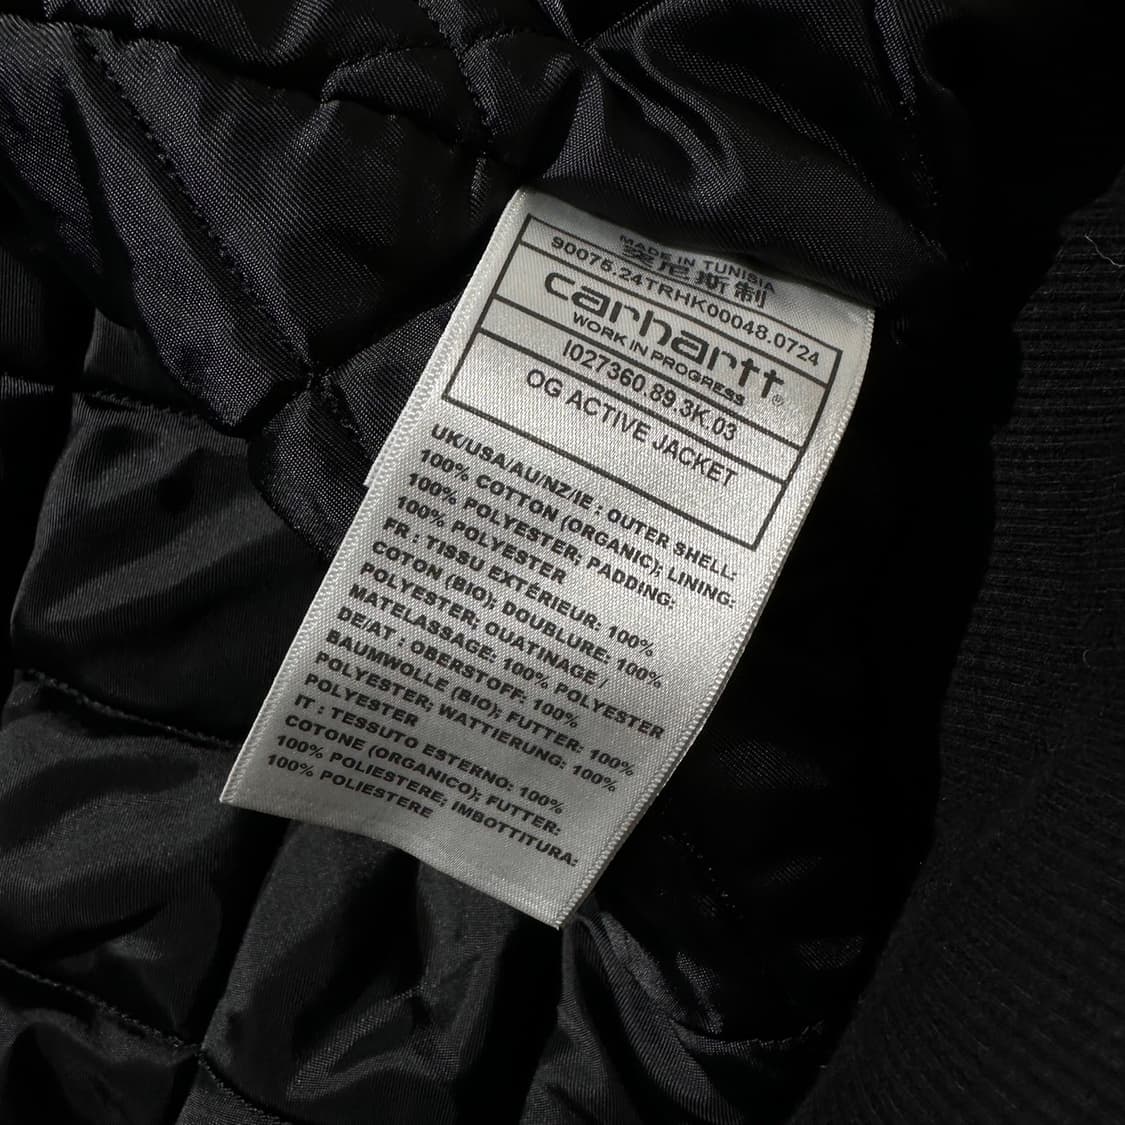 MADE IN TUNISIA
突尼斯 制
90075.24TRHK00048.0724
carhartt®
WORK IN PROGRESS
I027360.89.3K.03
OG ACTIVE JACKET
UK/USA/AU/NZ/IE : OUTER SHELL:
100% COTTON (ORGANIC); LINING:
100% POLYESTER; PADDING:
100% POLYESTER
FR : TISSU EXTÉRIEUR: 100%
COTON (BIO); DOUBLURE: 100%
POLYESTER; OUATINAGE /
MATELASSAGE: 100% POLYESTER
DE/AT : OBERSTOFF: 100%
BAUMWOLLE (BIO); FUTTER: 100%
POLYESTER; WATTIERUNG: 100%
POLYESTER
IT : TESSUTO ESTERNO: 100%
COTONE (ORGANICO); FUTTER:
100% POLIESTERE; IMBOTTITURA:
100% POLIESTERE